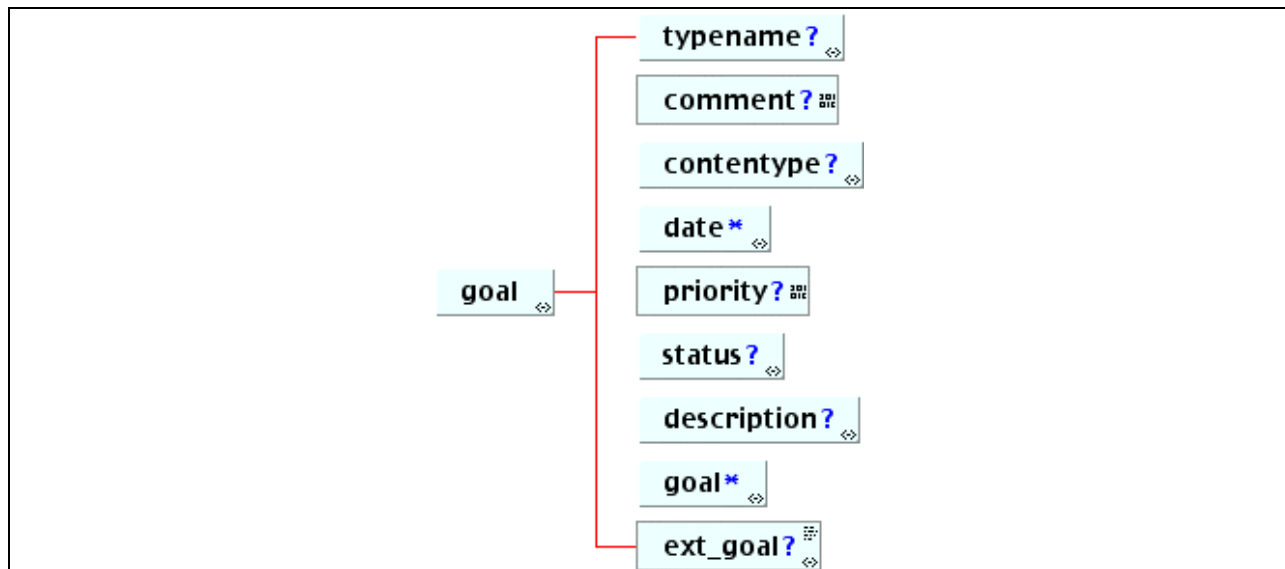 typename?
comment?
contentype?
date*
goal
priority?
status?
description?
goal*
ext_goal?